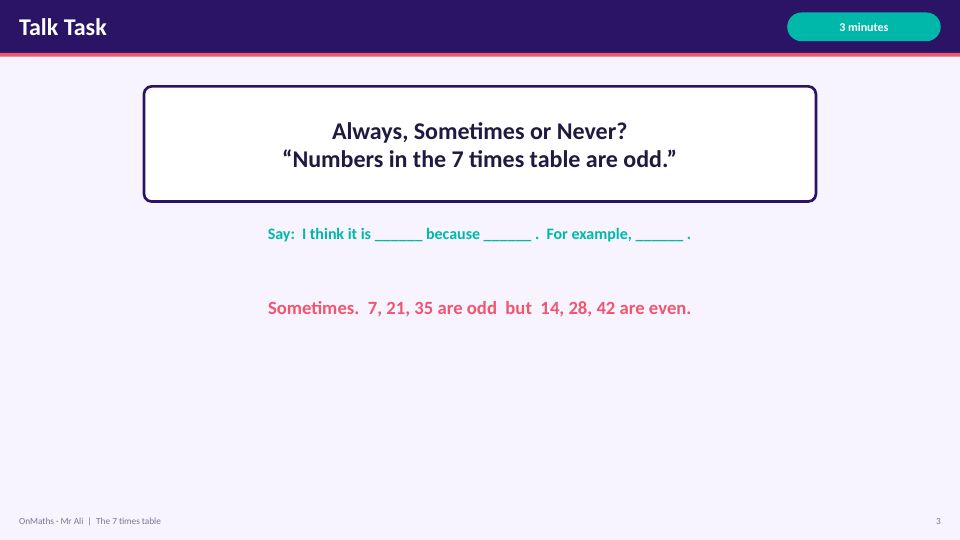 Talk Task
3 minutes
Always, Sometimes or Never?
“Numbers in the 7 times table are odd.”
Say:  I think it is ______ because ______ .  For example, ______ .
Sometimes.  7, 21, 35 are odd  but  14, 28, 42 are even.
OnMaths - Mr Ali  |  The 7 times table
3